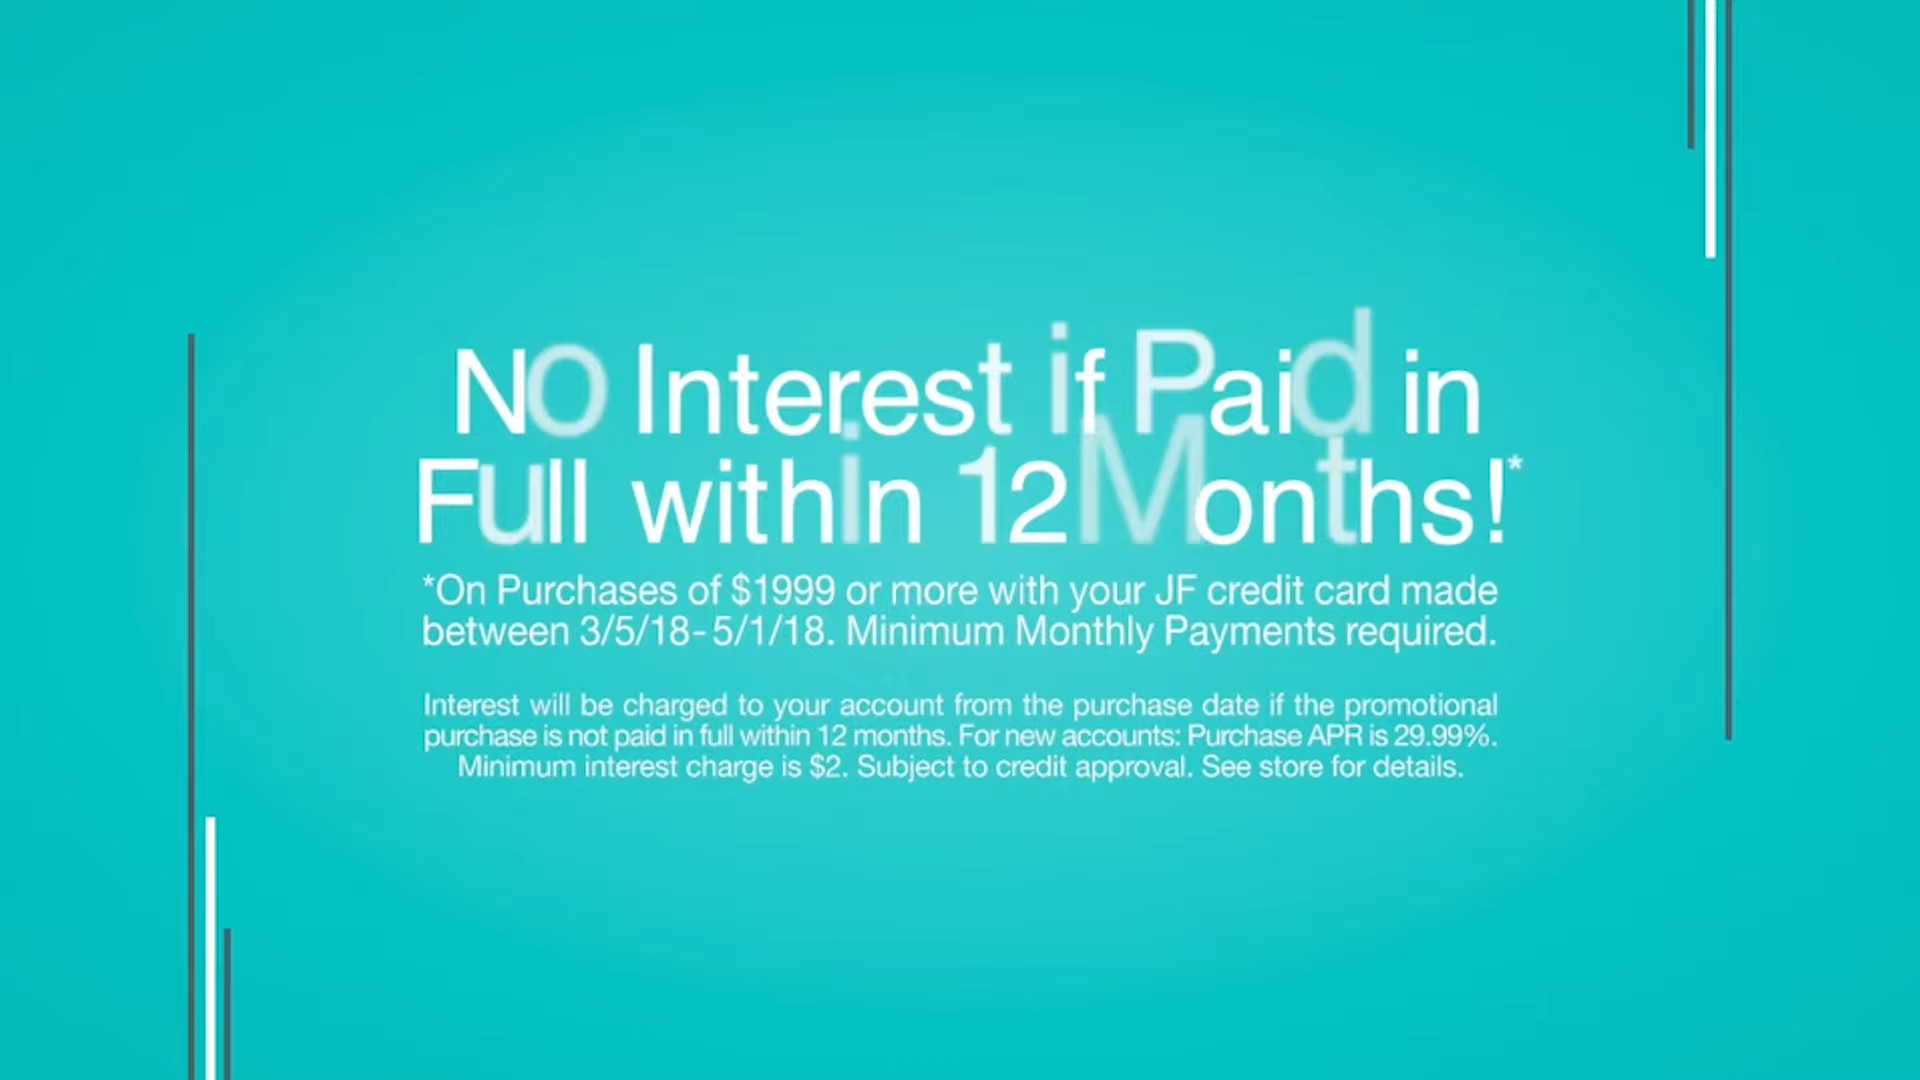 No Interest if Paid in
Full within 12 Months!*
*On Purchases of $1999 or more with your JF credit card made
between 3/5/18-5/1/18. Minimum Monthly Payments required.
Interest will be charged to your account from the purchase date if the promotional
purchase is not paid in full within 12 months. For new accounts: Purchase APR is 29.99%.
Minimum interest charge is $2. Subject to credit approval. See store for details.